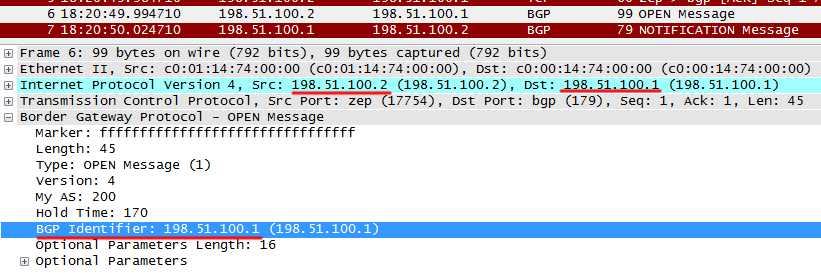 6 18:20:49.994710 198.51.100.2 198.51.100.1 BGP 99 OPEN Message
7 18:20:50.024710 198.51.100.1 198.51.100.2 BGP 79 NOTIFICATION Message
Frame 6: 99 bytes on wire (792 bits), 99 bytes captured (792 bits)
Ethernet II, Src: c0:01:14:74:00:00 (c0:01:14:74:00:00), Dst: c0:00:14:74:00:00 (c0:00:14:74:00:00)
Internet Protocol Version 4, Src: 198.51.100.2 (198.51.100.2), Dst: 198.51.100.1 (198.51.100.1)
Transmission Control Protocol, Src Port: zep (17754), Dst Port: bgp (179), Seq: 1, Ack: 1, Len: 45
Border Gateway Protocol - OPEN Message
Marker: ffffffffffffffffffffffffffffffff
Length: 45
Type: OPEN Message (1)
Version: 4
My AS: 200
Hold Time: 170
BGP Identifier: 198.51.100.1 (198.51.100.1)
Optional Parameters Length: 16
Optional Parameters